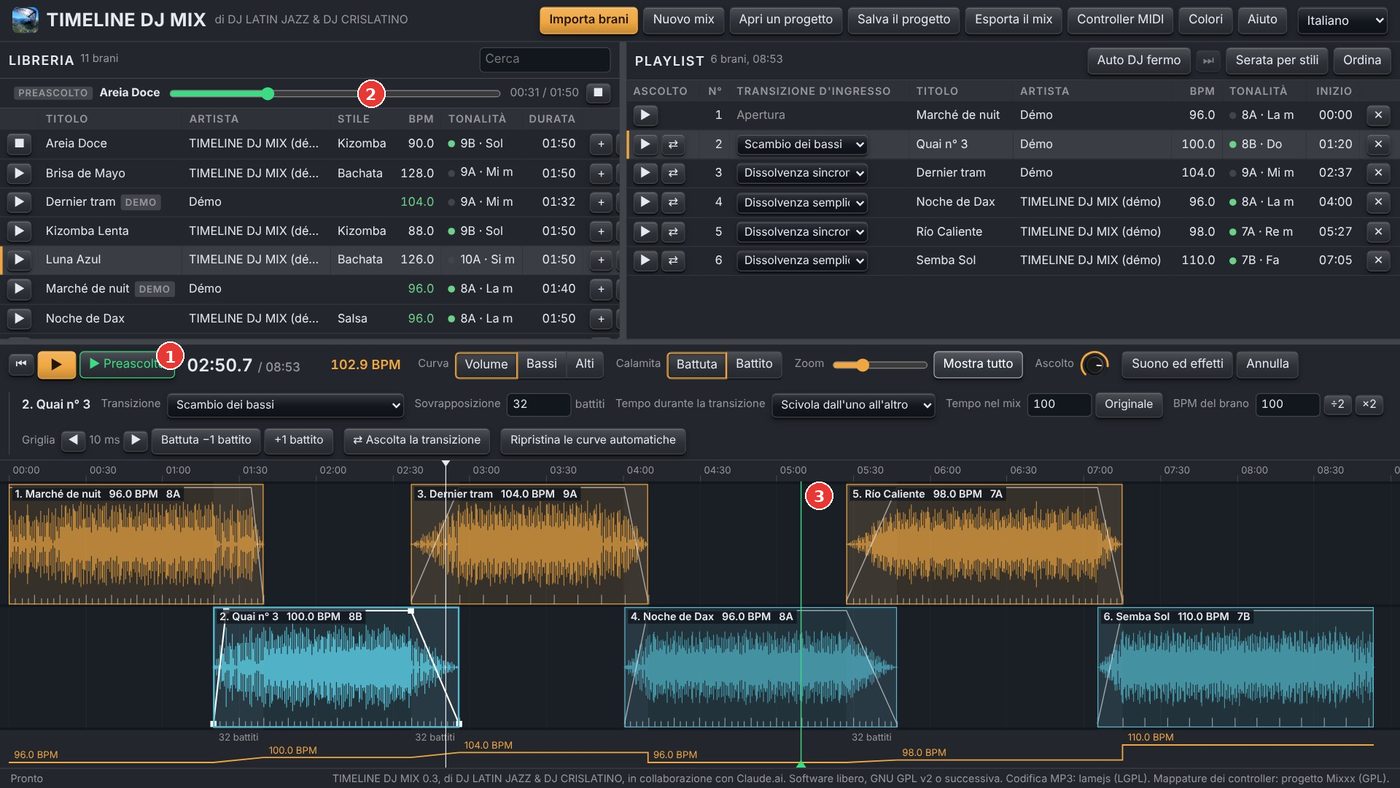 TIMELINE DJ MIX di DJ LATIN JAZZ & DJ CRISLATINO
Importa brani Nuovo mix Apri un progetto Salva il progetto Esporta il mix Controller MIDI Colori Aiuto Italiano
LIBRERIA 11 brani Cerca
PREASCOLTO Areia Doce 2 00:31 / 01:50
TITOLO ARTISTA STILE BPM TONALITÀ DURATA
Areia Doce TIMELINE DJ MIX (dé… Kizomba 90.0 9B · Sol 01:50 +
Brisa de Mayo TIMELINE DJ MIX (dé… Bachata 128.0 9A · Mi m 01:50 +
Dernier tram DEMO Démo 104.0 9A · Mi m 01:32 +
Kizomba Lenta TIMELINE DJ MIX (dé… Kizomba 88.0 9B · Sol 01:50 +
Luna Azul TIMELINE DJ MIX (dé… Bachata 126.0 10A · Si m 01:50 +
Marché de nuit DEMO Démo 96.0 8A · La m 01:40 +
Noche de Dax TIMELINE DJ MIX (dé… Salsa 96.0 8A · La m 01:50 +
PLAYLIST 6 brani, 08:53 Auto DJ fermo Serata per stili Ordina
ASCOLTO N° TRANSIZIONE D'INGRESSO TITOLO ARTISTA BPM TONALITÀ INIZIO
1 Apertura Marché de nuit Démo 96.0 8A · La m 00:00 ×
2 Scambio dei bassi Quai n° 3 Démo 100.0 8B · Do 01:20 ×
3 Dissolvenza sincror Dernier tram Démo 104.0 9A · Mi m 02:37 ×
4 Dissolvenza semplic Noche de Dax TIMELINE DJ MIX (démo) 96.0 8A · La m 04:00 ×
5 Dissolvenza sincror Río Caliente TIMELINE DJ MIX (démo) 98.0 7A · Re m 05:27 ×
6 Dissolvenza semplic Semba Sol TIMELINE DJ MIX (démo) 110.0 7B · Fa 07:05 ×
Preascolt 1 02:50.7 / 08:53 102.9 BPM Curva Volume Bassi Alti Calamita Battuta Battito Zoom Mostra tutto Ascolto Suono ed effetti Annulla
2. Quai n° 3 Transizione Scambio dei bassi Sovrapposizione 32 battiti Tempo durante la transizione Scivola dall'uno all'altro Tempo nel mix 100 Originale BPM del brano 100 ÷2 ×2
Griglia 10 ms Battuta −1 battito +1 battito ⇄ Ascolta la transizione Ripristina le curve automatiche
00:00 00:30 01:00 01:30 02:00 02:30 03:00 03:30 04:00 04:30 05:00 05:30 06:00 06:30 07:00 07:30 08:00 08:30 0
1. Marché de nuit 96.0 BPM 8A 3. Dernier tram 104.0 BPM 9A 3 5. Río Caliente 98.0 BPM 7A
2. Quai n° 3 100.0 BPM 8B 4. Noche de Dax 96.0 BPM 8A 6. Semba Sol 110.0 BPM 7B
32 battiti 32 battiti 32 battiti
96.0 BPM 100.0 BPM 104.0 BPM 96.0 BPM 98.0 BPM 110.0 BPM
Pronto TIMELINE DJ MIX 0.3, di DJ LATIN JAZZ & DJ CRISLATINO, in collaborazione con Claude.ai. Software libero, GNU GPL v2 o successiva. Codifica MP3: lamejs (LGPL). Mappature dei controller: progetto Mixxx (GPL).